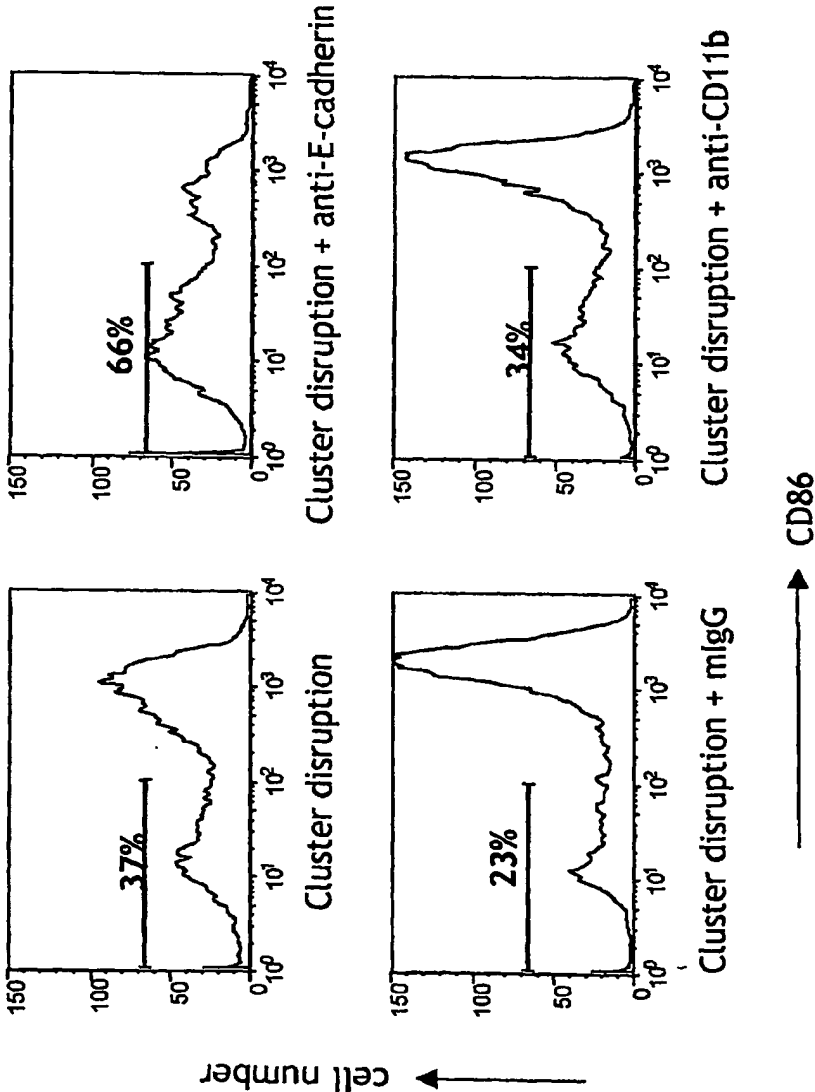 cell number
150
100
50
0
37%
10⁰ 10¹ 10² 10³ 10⁴
Cluster disruption
150
100
50
0
66%
10⁰ 10¹ 10² 10³ 10⁴
Cluster disruption + anti-E-cadherin
150
100
50
0
23%
10⁰ 10¹ 10² 10³ 10⁴
Cluster disruption + mIgG
150
100
50
0
34%
10⁰ 10¹ 10² 10³ 10⁴
Cluster disruption + anti-CD11b
CD86